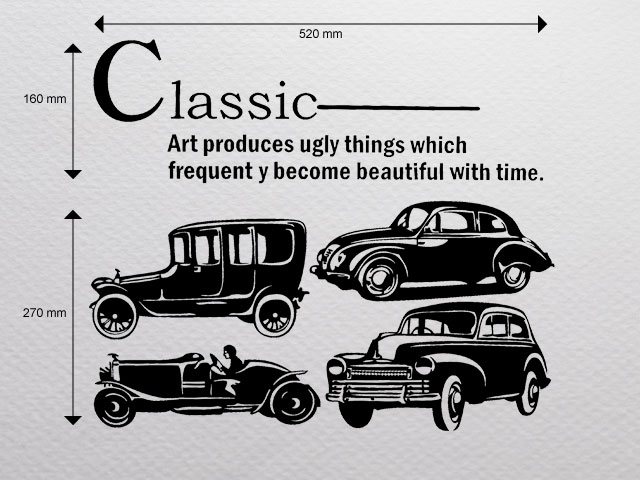 520 mm
Classic
160 mm
Art produces ugly things which
frequent y become beautiful with time.
270 mm